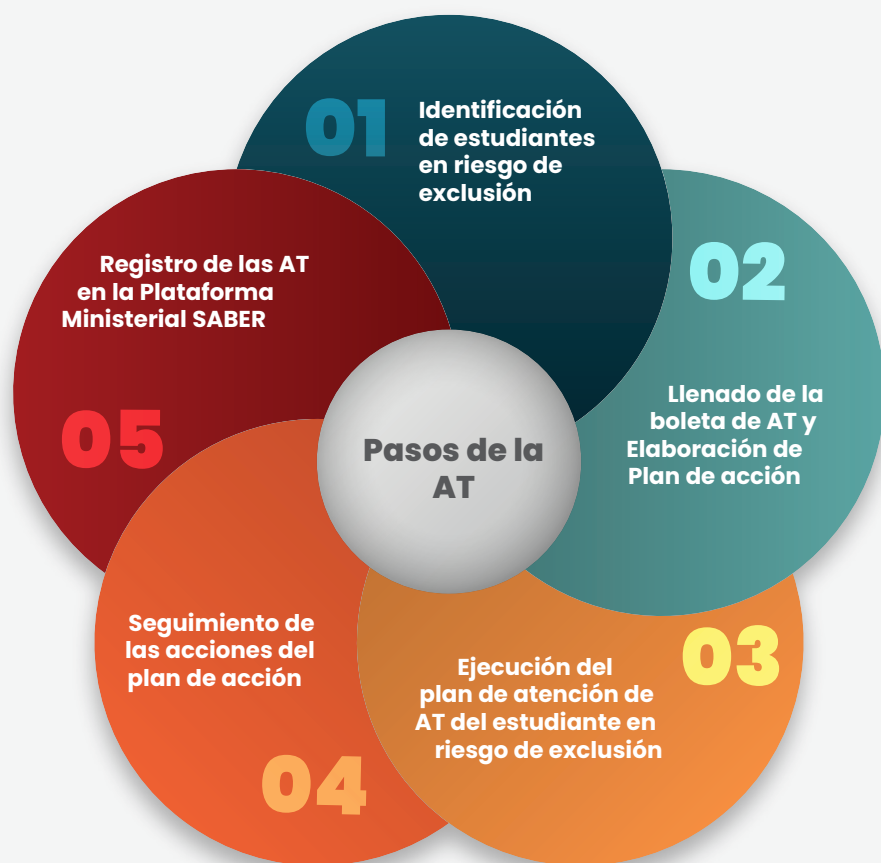 01
Identificación
de estudiantes
en riesgo de
exclusión
02
Llenado de la
boleta de AT y
Elaboración de
Plan de acción
03
Ejecución del
plan de atención de
AT del estudiante en
riesgo de exclusión
04
Seguimiento de
las acciones del
plan de acción
05
Registro de las AT
en la Plataforma
Ministerial SABER
Pasos de la
AT